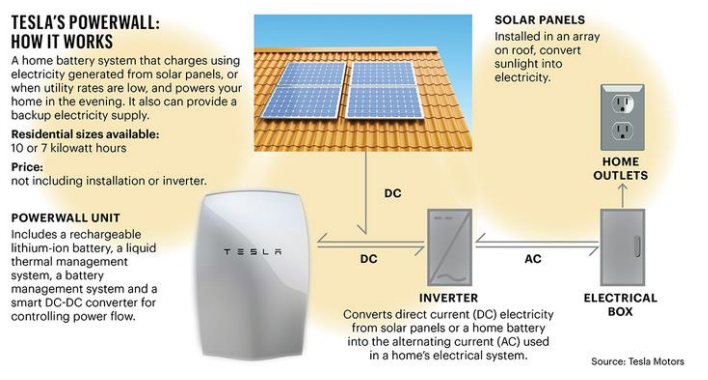 TESLA'S POWERWALL:
HOW IT WORKS
A home battery system that charges using
electricity generated from solar panels, or
when utility rates are low, and powers your
home in the evening. It also can provide a
backup electricity supply.
Residential sizes available:
10 or 7 kilowatt hours
Price:
not including installation or inverter.
POWERWALL UNIT
Includes a rechargeable
lithium-ion battery, a liquid
thermal management
system, a battery
management system and a
smart DC-DC converter for
controlling power flow.
TESLA
SOLAR PANELS
Installed in an array
on roof, convert
sunlight into
electricity.
HOME
OUTLETS
DC
DC
AC
INVERTER
Converts direct current (DC) electricity
from solar panels or a home battery
into the alternating current (AC) used
in a home's electrical system.
ELECTRICAL
BOX
Source: Tesla Motors